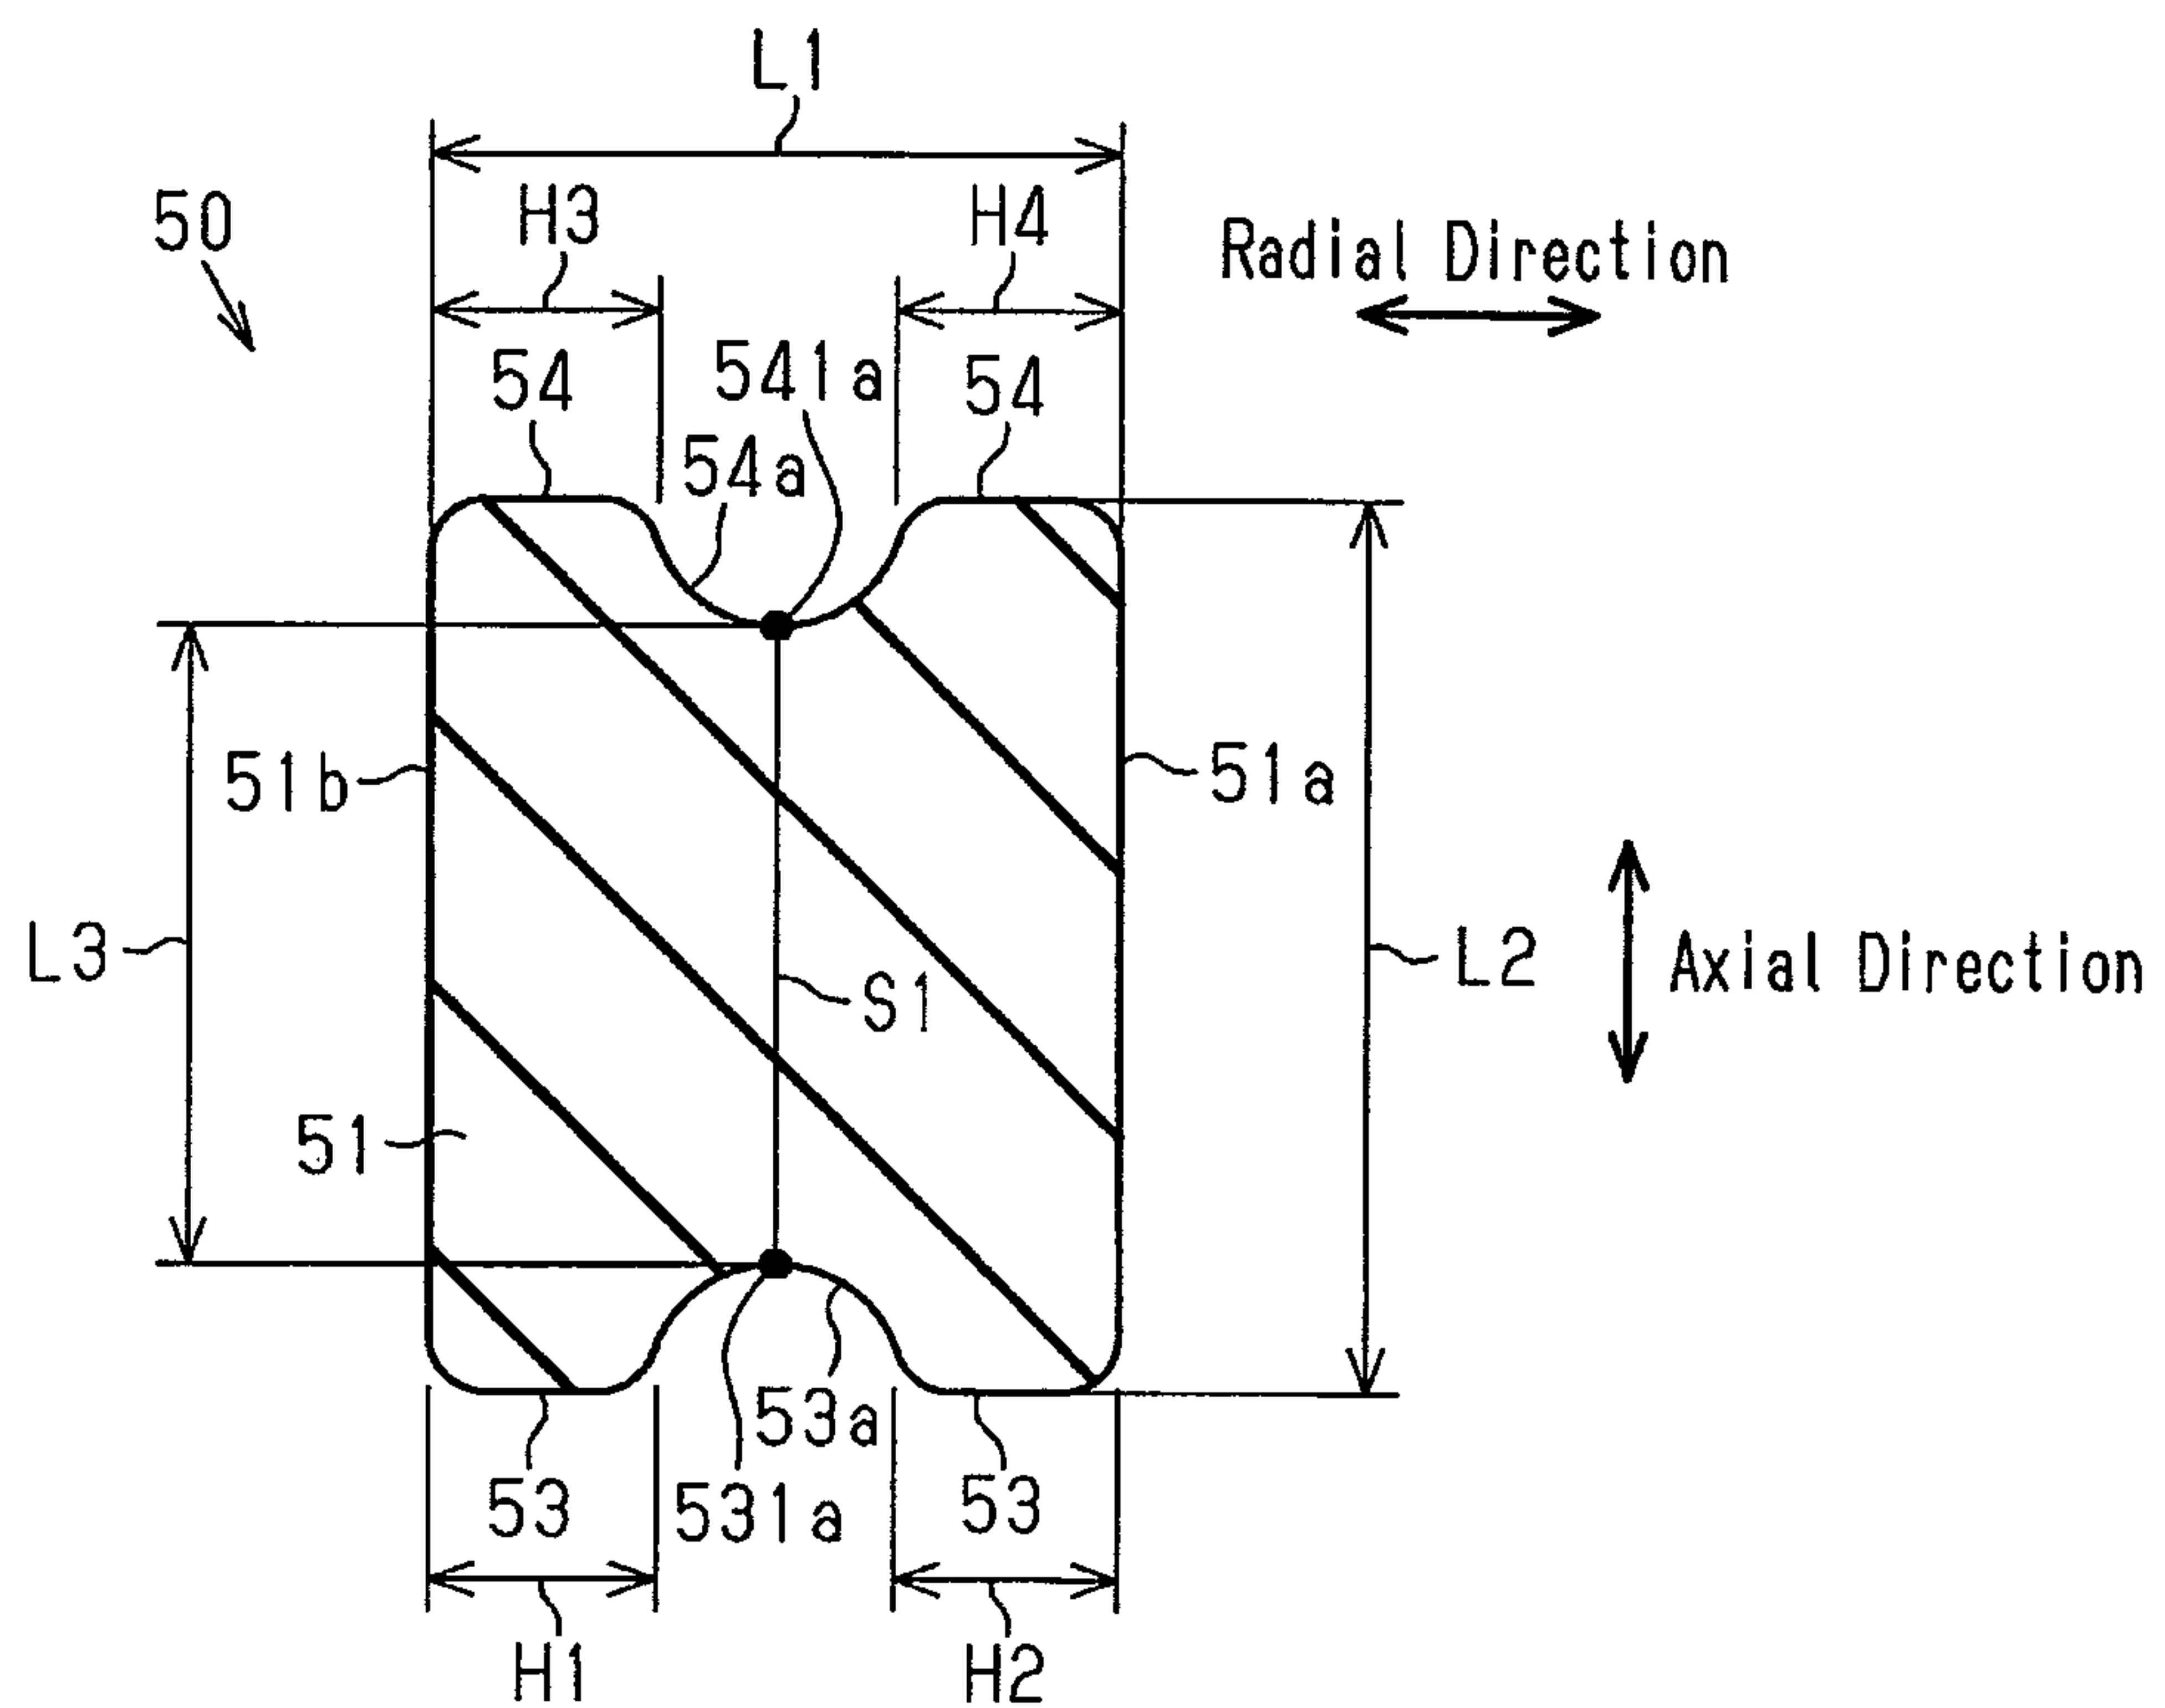 L1
50
H3
H4
Radial Direction
54
541a
54
54a
51b
51a
L3
S1
L2
Axial Direction
51
53
531a
53a
53
H1
H2